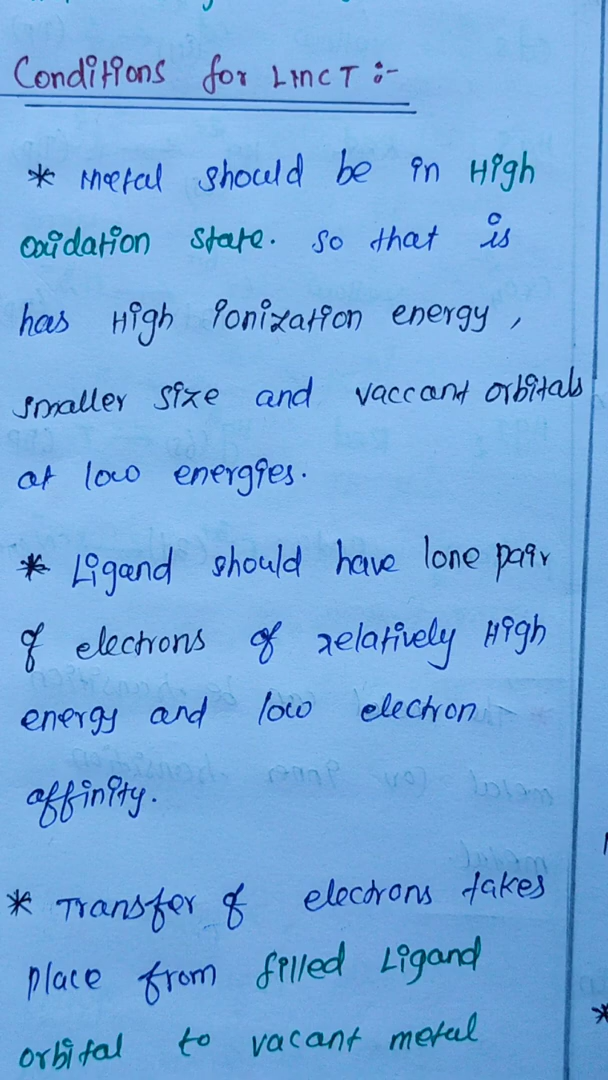 Conditions for LMCT :-
* Metal should be in High
oxidation state. so that is
has High ionization energy,
smaller size and vaccant orbitals
at low energies.
* Ligand should have lone pair
of electrons of relatively High
energy and low electron
affinity.
* Transfer of electrons takes
place from filled Ligand
orbital to vacant metal